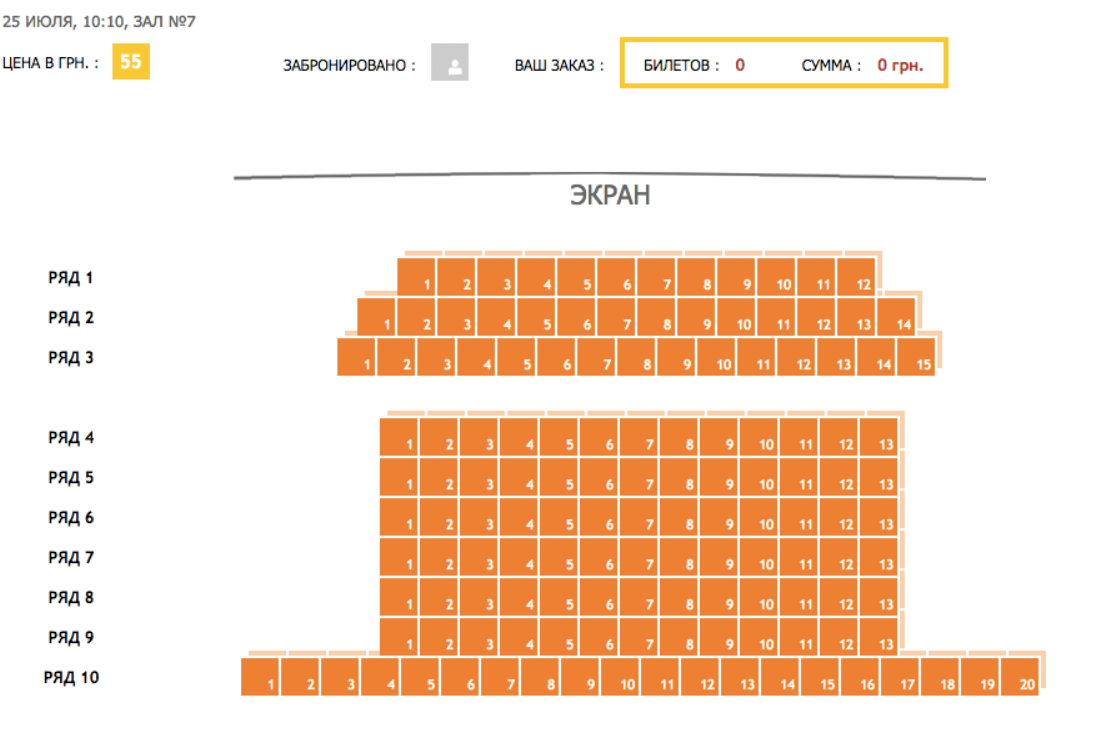 25 ИЮЛЯ, 10:10, ЗАЛ №7
ЦЕНА В ГРН. : 55 ЗАБРОНИРОВАНО : ВАШ ЗАКАЗ : БИЛЕТОВ : 0 СУММА : 0 грн.
ЭКРАН
РЯД 1 1 2 3 4 5 6 7 8 9 10 11 12
РЯД 2 1 2 3 4 5 6 7 8 9 10 11 12 13 14
РЯД 3 1 2 3 4 5 6 7 8 9 10 11 12 13 14 15
РЯД 4 1 2 3 4 5 6 7 8 9 10 11 12 13
РЯД 5 1 2 3 4 5 6 7 8 9 10 11 12 13
РЯД 6 1 2 3 4 5 6 7 8 9 10 11 12 13
РЯД 7 1 2 3 4 5 6 7 8 9 10 11 12 13
РЯД 8 1 2 3 4 5 6 7 8 9 10 11 12 13
РЯД 9 1 2 3 4 5 6 7 8 9 10 11 12 13
РЯД 10 1 2 3 4 5 6 7 8 9 10 11 12 13 14 15 16 17 18 19 20